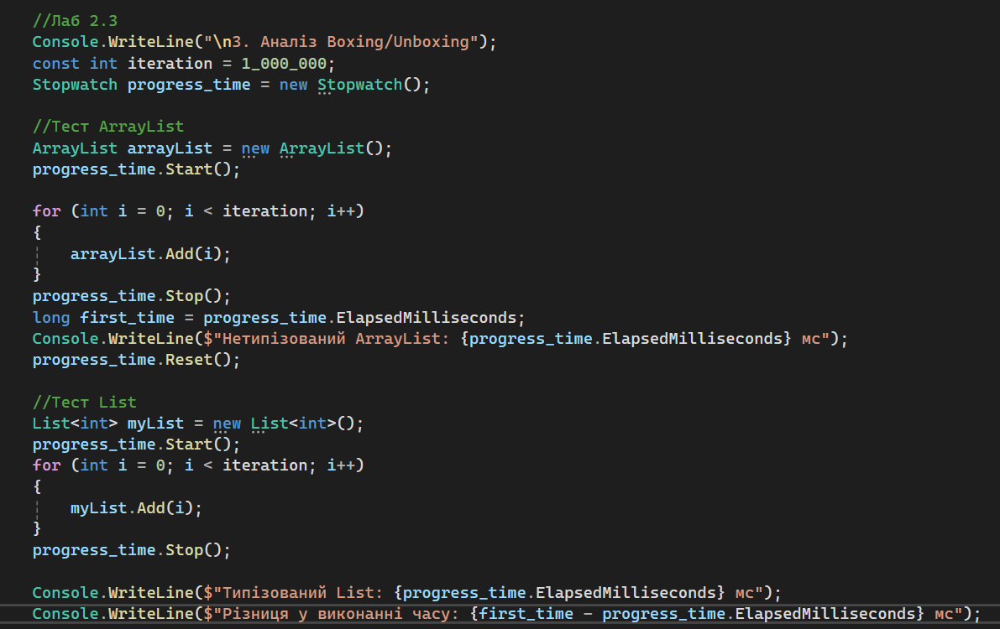 //Лаб 2.3
Console.WriteLine("\n3. Аналіз Boxing/Unboxing");
const int iteration = 1_000_000;
Stopwatch progress_time = new Stopwatch();
//Тест ArrayList
ArrayList arrayList = new ArrayList();
progress_time.Start();
for (int i = 0; i < iteration; i++)
{
arrayList.Add(i);
}
progress_time.Stop();
long first_time = progress_time.ElapsedMilliseconds;
Console.WriteLine($"Нетипізований ArrayList: {progress_time.ElapsedMilliseconds} мс");
progress_time.Reset();
//Тест List
List<int> myList = new List<int>();
progress_time.Start();
for (int i = 0; i < iteration; i++)
{
myList.Add(i);
}
progress_time.Stop();
Console.WriteLine($"Типізований List: {progress_time.ElapsedMilliseconds} мс");
Console.WriteLine($"Різниця у виконанні часу: {first_time - progress_time.ElapsedMilliseconds} мс");